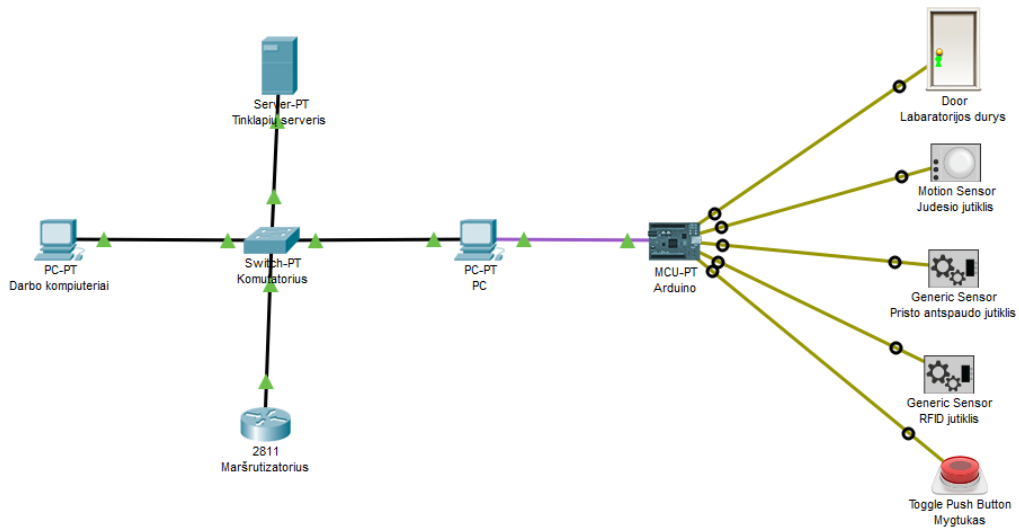 Server-PT
Tinklapių serveris
PC-PT
Darbo kompiuteriai
Switch-PT
Komutatorius
2811
Maršrutizatorius
PC-PT
PC
MCU-PT
Arduino
Door
Labaratorijos durys
Motion Sensor
Judesio jutiklis
Generic Sensor
Pristo antspaudo jutiklis
Generic Sensor
RFID jutiklis
Toggle Push Button
Mygtukas